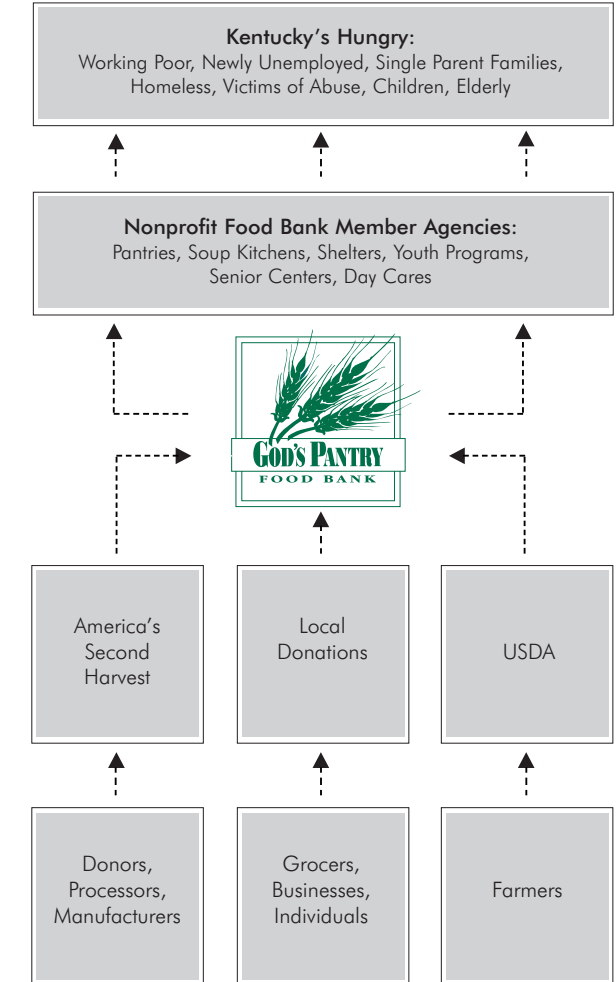 Kentucky's Hungry:
Working Poor, Newly Unemployed, Single Parent Families,
Homeless, Victims of Abuse, Children, Elderly
Nonprofit Food Bank Member Agencies:
Pantries, Soup Kitchens, Shelters, Youth Programs,
Senior Centers, Day Cares
GOD'S PANTRY
FOOD BANK
America's
Second
Harvest
Local
Donations
USDA
Donors,
Processors,
Manufacturers
Grocers,
Businesses,
Individuals
Farmers